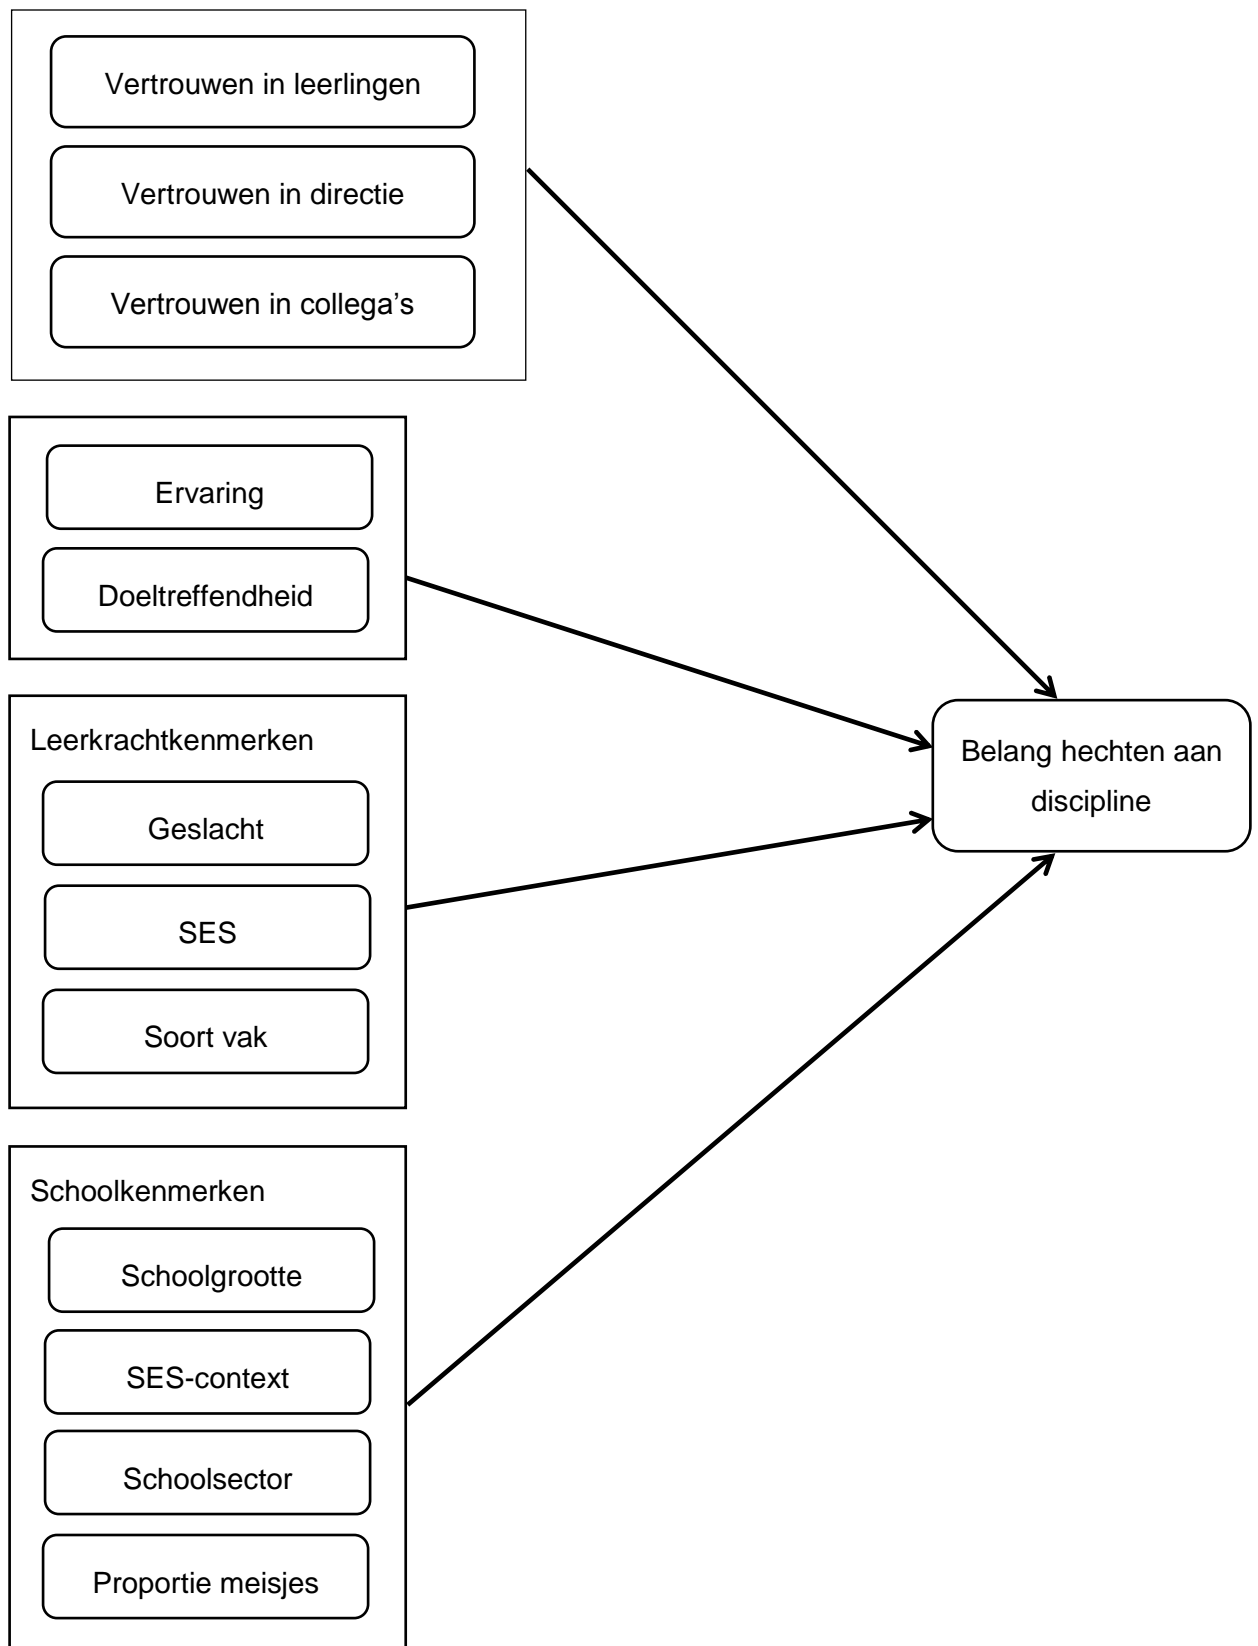 Vertrouwen in leerlingen
Vertrouwen in directie
Vertrouwen in collega’s
Ervaring
Doeltreffendheid
Leerkrachtkenmerken
Geslacht
SES
Soort vak
Schoolkenmerken
Schoolgrootte
SES-context
Schoolsector
Proportie meisjes
Belang hechten aan
discipline